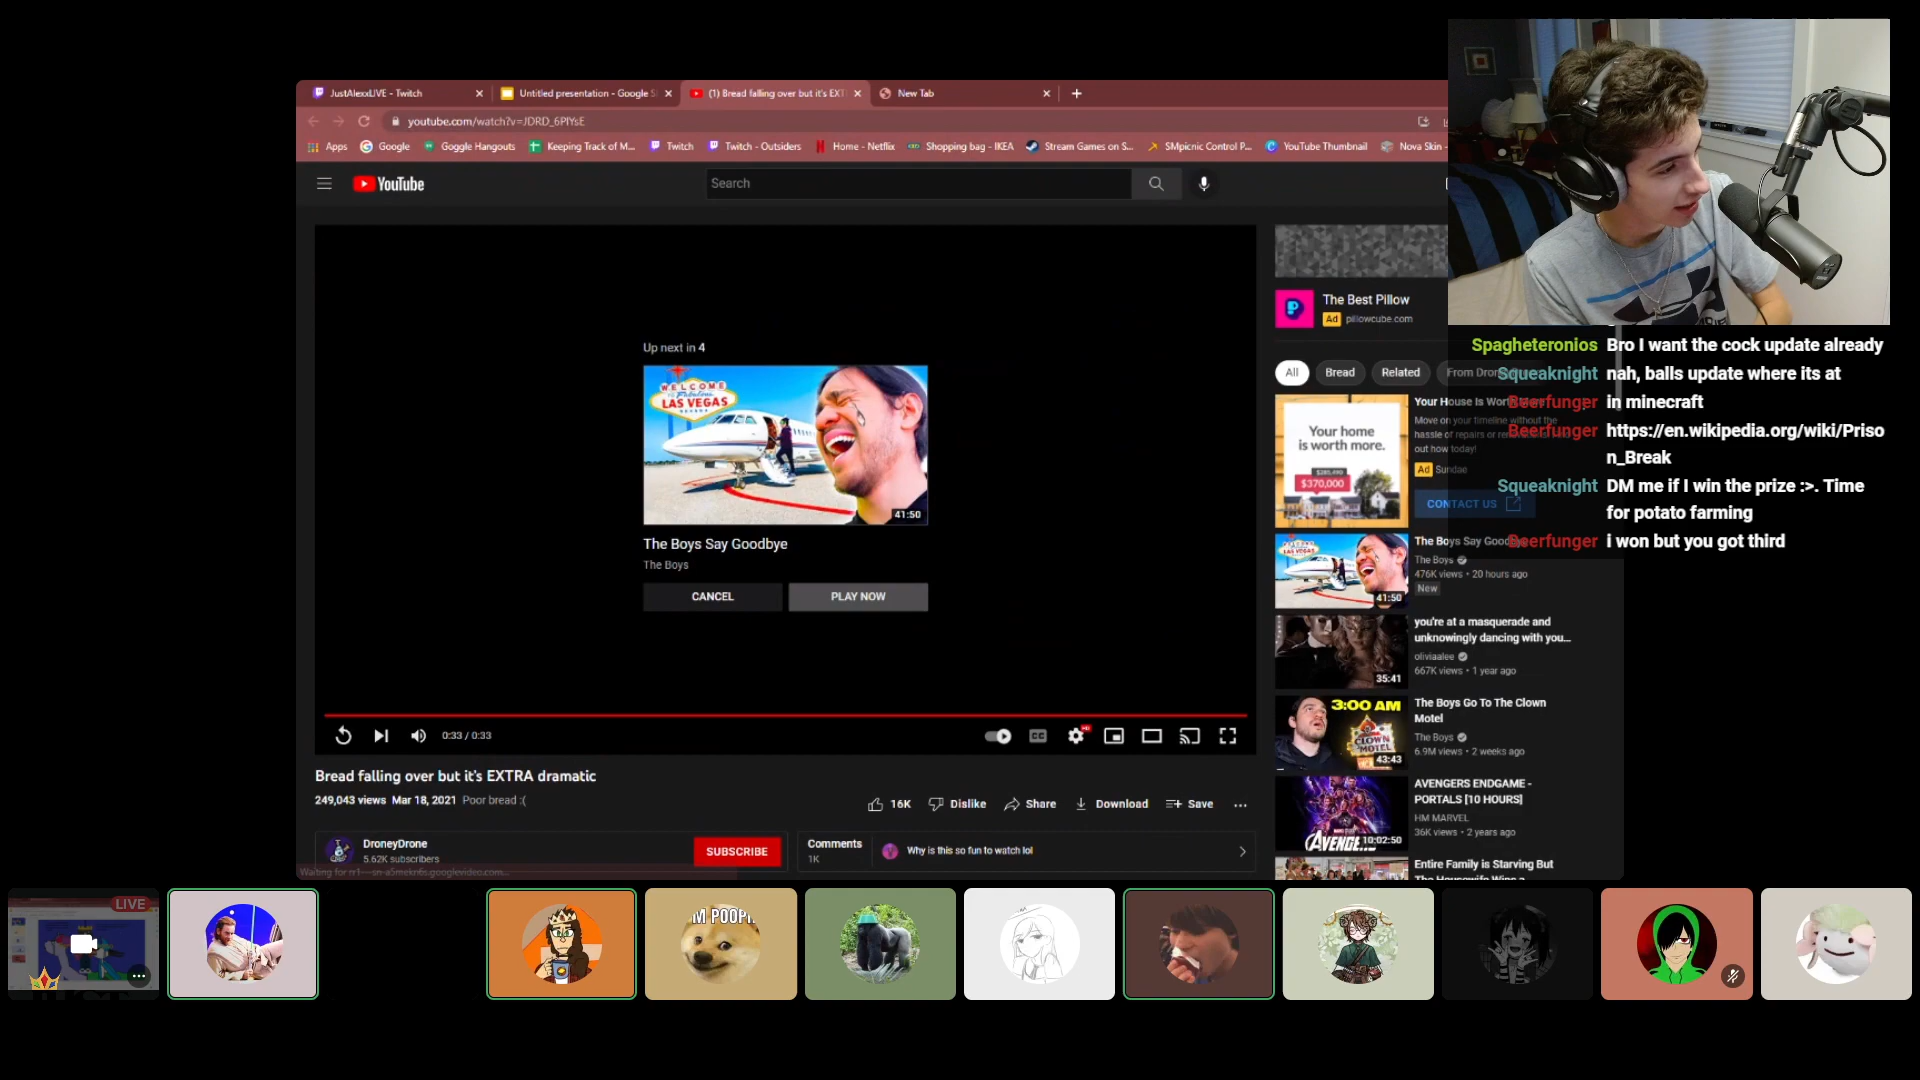 JustAlexxLIVE - Twitch
Untitled presentation - Google S
(1) Bread falling over but it's EXT
New Tab
youtube.com/watch?v=JDRD_6PIYsE
Apps
Google
Goggle Hangouts
Keeping Track of M...
Twitch
Twitch - Outsiders
Home - Netflix
Shopping bag - IKEA
Stream Games on S...
SMpicnic Control P...
YouTube Thumbnail
Nova Skin -
YouTube
Search
Up next in 4
WELCOME
TO Fabulous
LAS VEGAS
41:50
The Boys Say Goodbye
The Boys
CANCEL
PLAY NOW
0:33 / 0:33
Bread falling over but it's EXTRA dramatic
249,043 views Mar 18, 2021 Poor bread :(
16K
Dislike
Share
Download
Save
DroneyDrone
5.62K subscribers
SUBSCRIBE
Comments
1K
Why is this so fun to watch lol
The Best Pillow
Ad pillowcube.com
All
Bread
Related
Your home
is worth more.
$370,000
Ad Sundae
CONTACT US
The Boys Say
The Boys
476K views • 20 hours ago
New
41:50
you're at a masquerade and
unknowingly dancing with you...
oliviaalee
667K views • 1 year ago
35:41
3:00 AM
CLOWN
MOTEL
43:43
The Boys Go To The Clown
Motel
The Boys
6.9M views • 2 weeks ago
AVENGERS ENDGAME -
PORTALS [10 HOURS]
HM MARVEL
36K views • 2 years ago
AVENGERS
10:02:50
Entire Family is Starving But
Spagheteronios Bro I want the cock update already
Squeaknight nah, balls update where its at
Beerfunger in minecraft
Beerfunger https://en.wikipedia.org/wiki/Priso
n_Break
Squeaknight DM me if I win the prize :>. Time
for potato farming
Beerfunger i won but you got third
LIVE